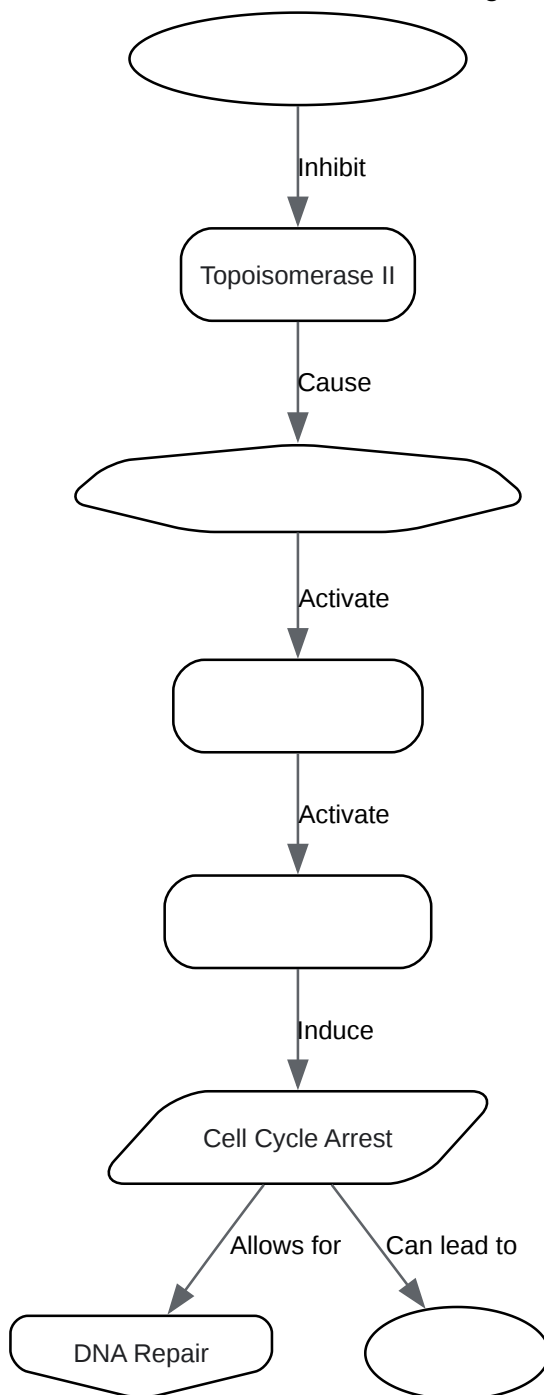 Inhibit
Topoisomerase II
Cause
Activate
Activate
Induce
Cell Cycle Arrest
Allows for
Can lead to
DNA Repair